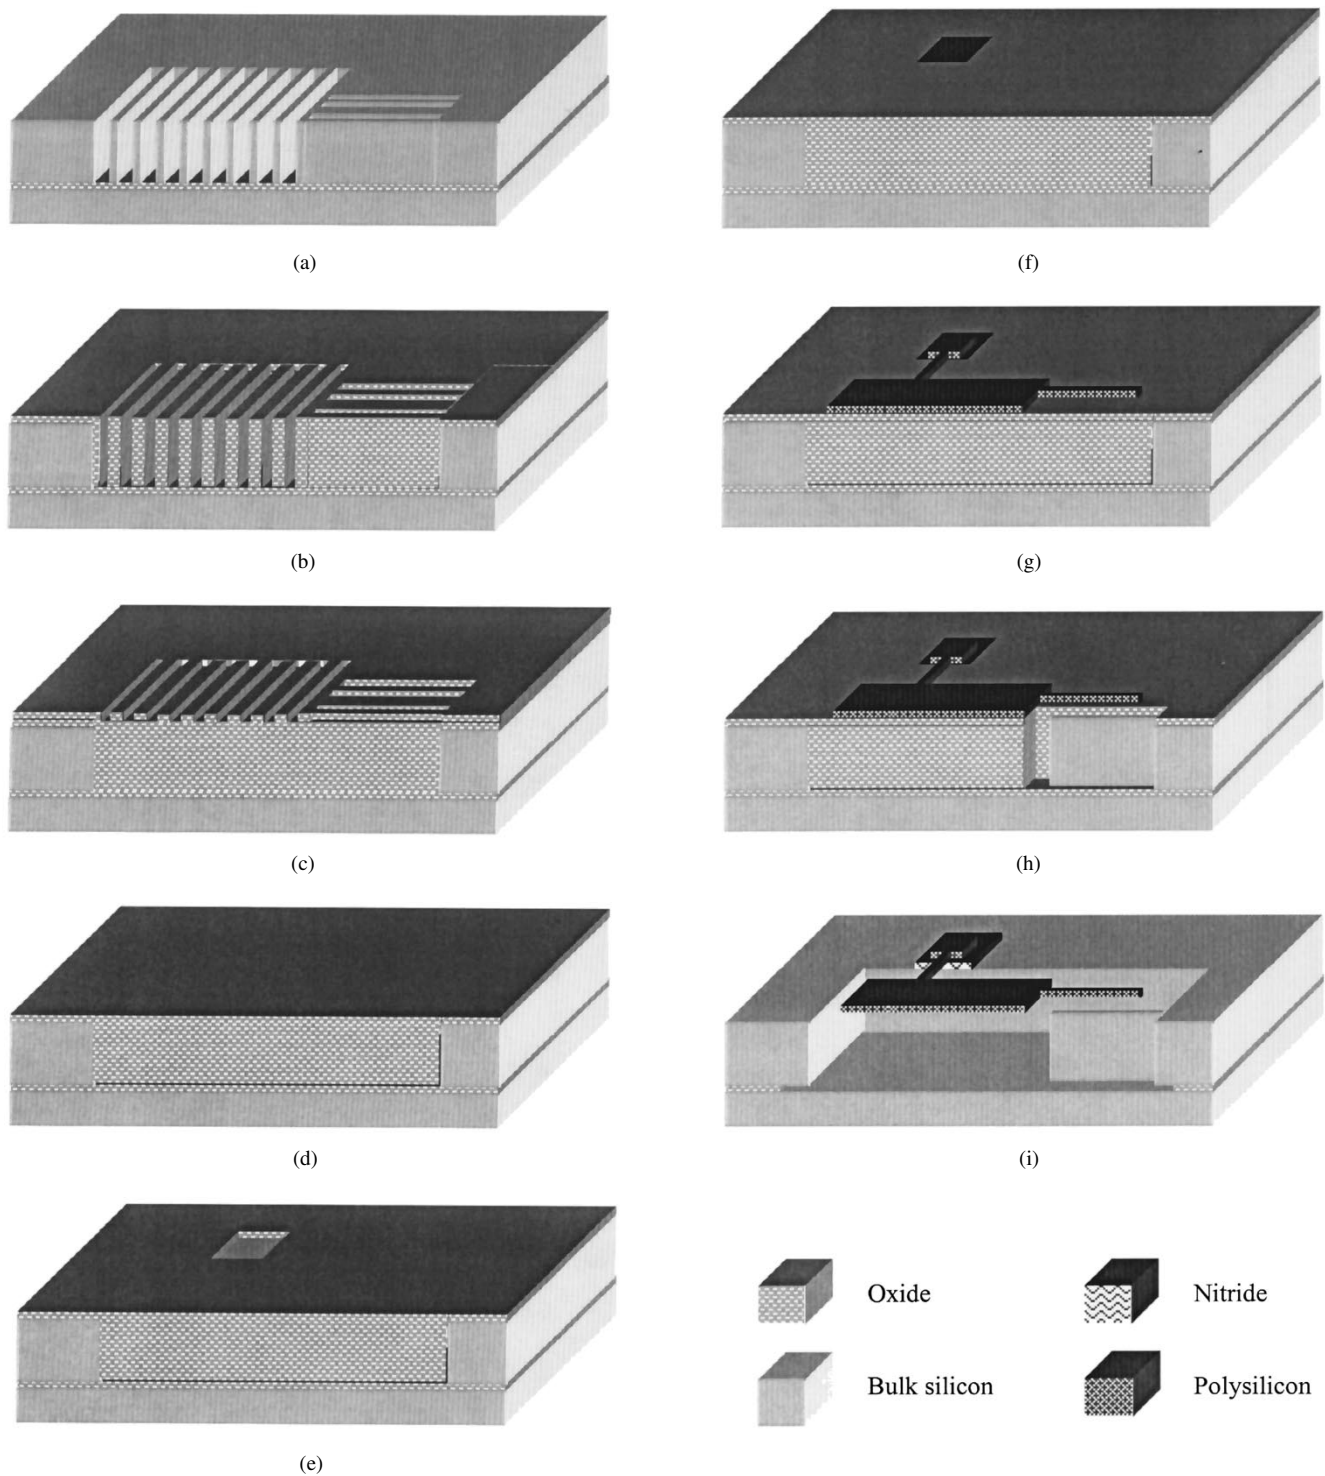 (a)
(b)
(c)
(d)
(e)
(f)
(g)
(h)
(i)
Oxide
Nitride
Bulk silicon
Polysilicon